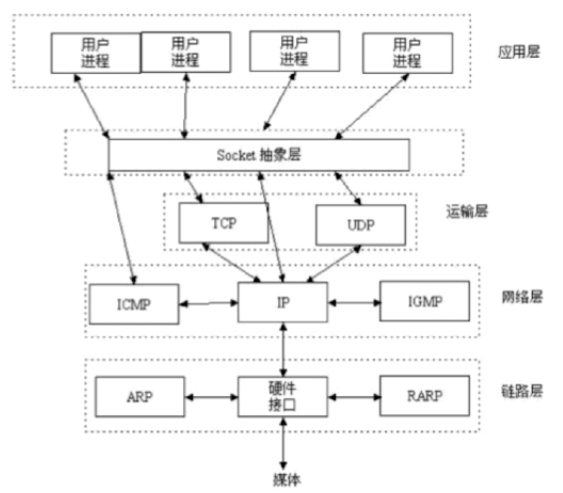 用户
进程
用户
进程
用户
进程
用户
进程
应用层
Socket 抽象层
运输层
TCP
UDP
网络层
ICMP
IP
IGMP
链路层
ARP
硬件
接口
RARP
媒体